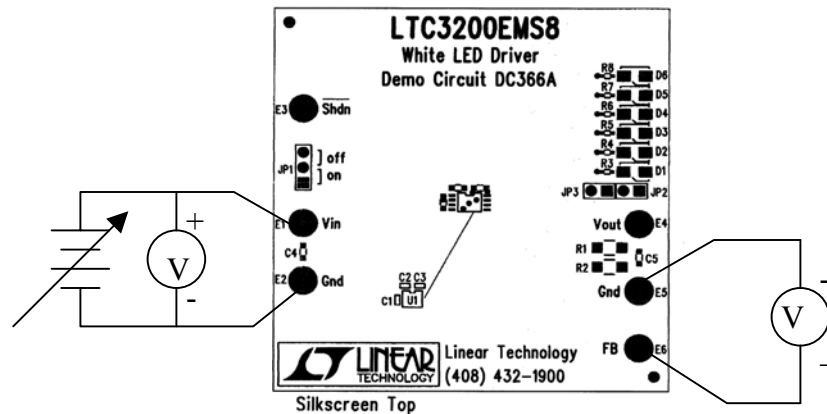 LTC3200EMS8
White LED Driver
Demo Circuit DC366A
R8 D6
R7 D5
R6 D4
R5 D3
R4 D2
R3 D1
E3 Shdn
JP1 off
on
JP3 JP2
+
V
-
E1 Vin
C4
E2 Gnd
C2 C3
C1 U1
Vout E4
R1
R2 C5
Gnd E5
FB E6
-
V
LT LINEAR
TECHNOLOGY
Linear Technology
(408) 432-1900
Silkscreen Top